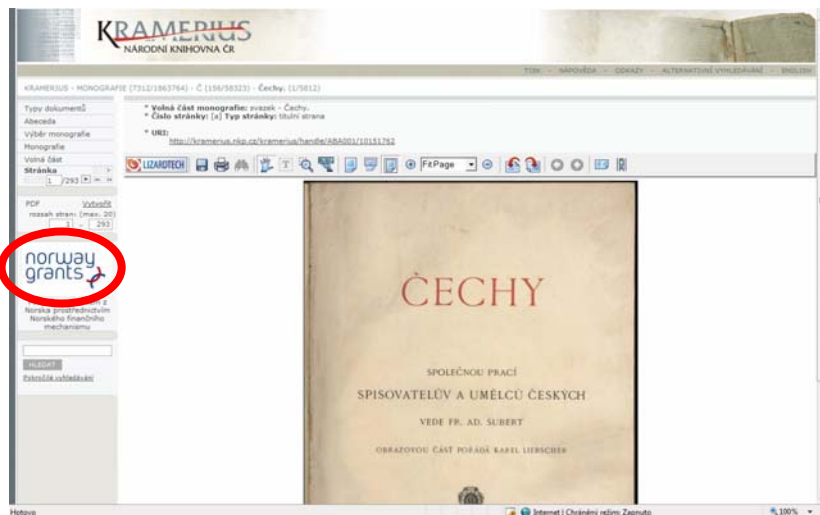 KRAMERIUS
NÁRODNÍ KNIHOVNA ČR
TISK - NÁPOVĚDA - ODKAZY - ALTERNATIVNÍ VYHLEDÁVÁNÍ - ENGLISH
KRAMERIUS - MONOGRAFIE (7312/1863764) - Č (156/58323) - Čechy. (1/5812)
Typy dokumentů
Abeceda
Výběr monografie
Monografie
Volná část
Stránka
1 /293
* Volná část monografie: svazek - Čechy.
* Číslo stránky: [a] Typ stránky: titulní strana
* URI:
http://kramerius.nkp.cz/kramerius/handle/ABA001/10151762
LIZARDTECH
FitPage
PDF Vytvořit
rozsah stran: (max. 20)
1 - 293
norway
grants
Norska prostřednictvím
Norského finančního
mechanismu
HLEDAT
Pokročilé vyhledávání
ČECHY
SPOLEČNOU PRACÍ
SPISOVATELŮV A UMĚLCŮ ČESKÝCH
VEDE FR. AD. ŠUBERT
OBRAZOVOU ČÁST POŘÁDÁ KAREL LIEBSCHER
Hotovo
Internet | Chráněný režim: Zapnuto
100%